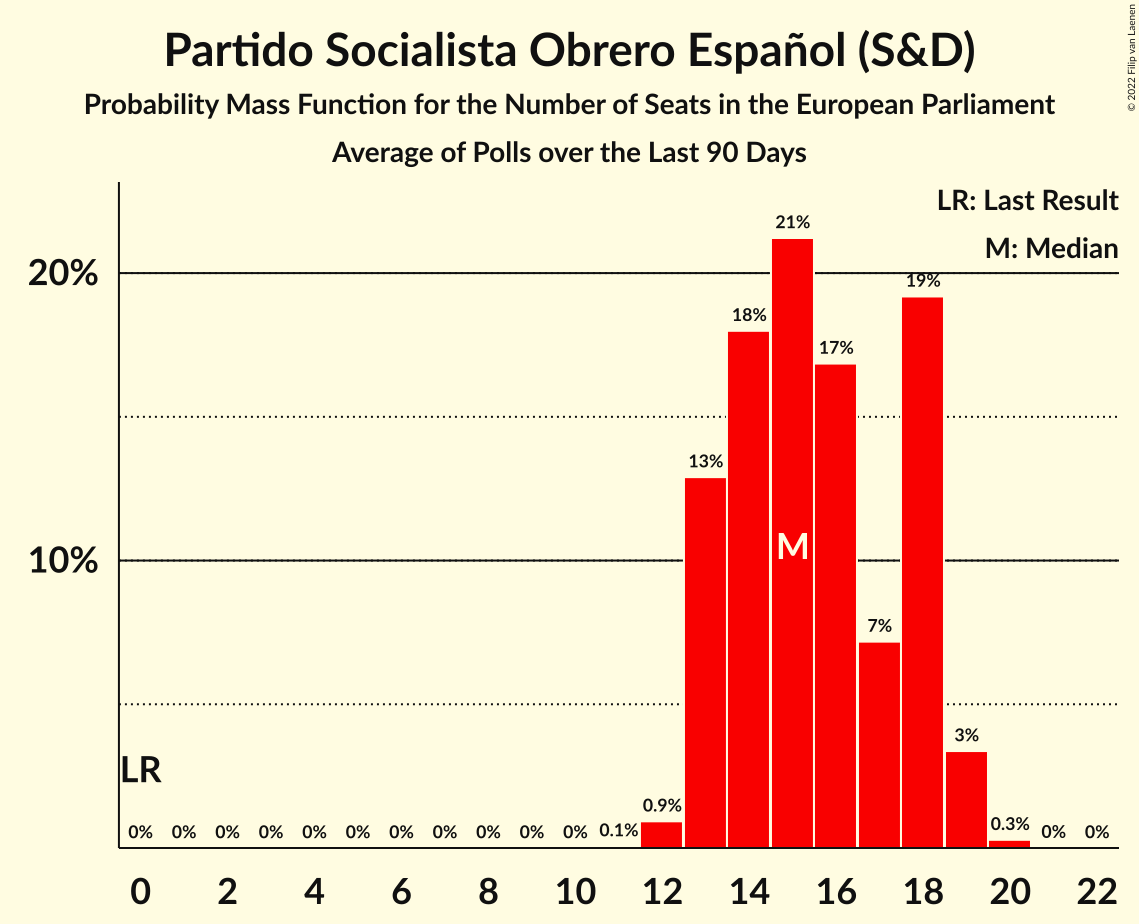 Partido Socialista Obrero Español (S&D)
Probability Mass Function for the Number of Seats in the European Parliament
Average of Polls over the Last 90 Days
© 2022 Filip van Laenen
LR: Last Result
M: Median
20%
10%
21%
19%
18%
17%
13%
M
7%
3%
LR
0.9%
0% 0% 0% 0% 0% 0% 0% 0% 0% 0% 0% 0.1% 0.3% 0% 0%
0 2 4 6 8 10 12 14 16 18 20 22